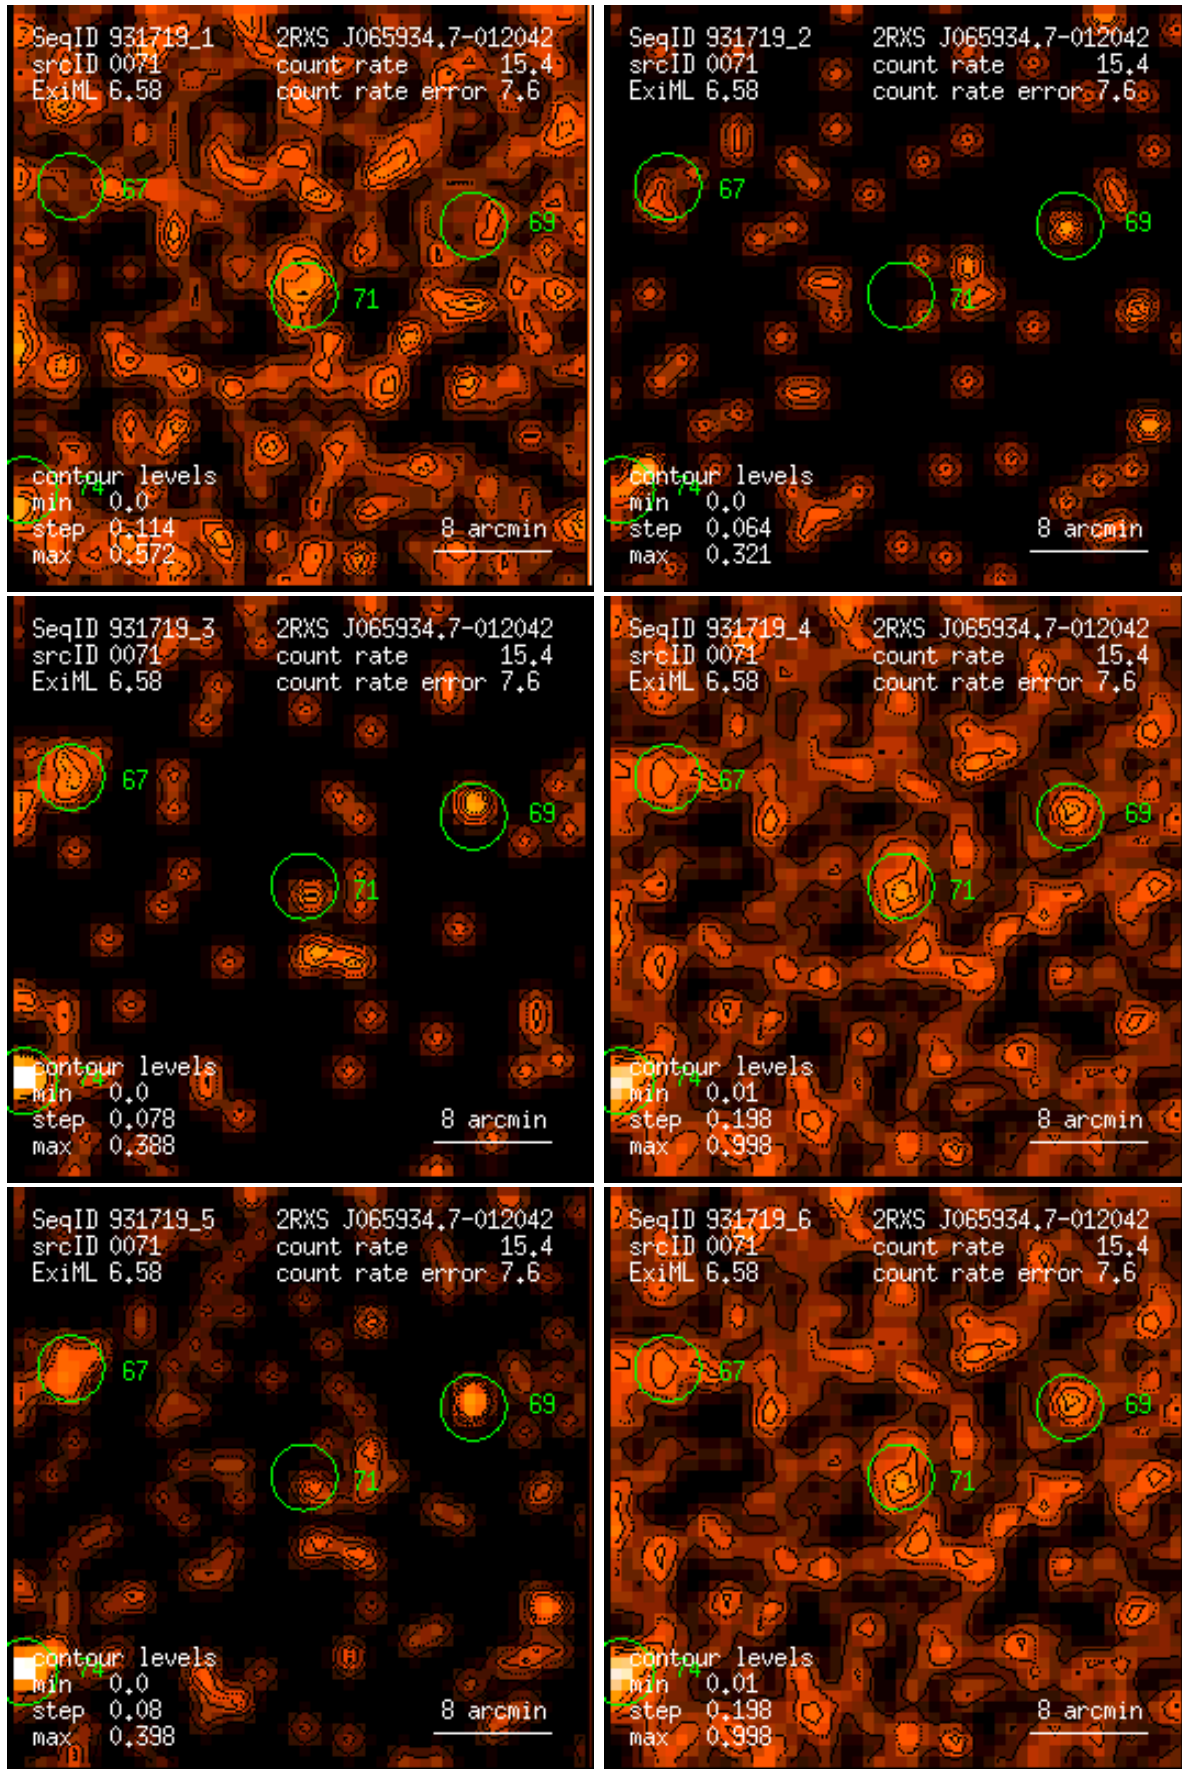 SeqID 931719_1 2RXS J065934.7-012042
srcID 0071 count rate 15.4
ExiML 6.58 count rate error 7.6
67
69
71
contour levels
74
min 0.0
step 0.114 8 arcmin
max 0.572
SeqID 931719_2 2RXS J065934.7-012042
srcID 0071 count rate 15.4
ExiML 6.58 count rate error 7.6
67
69
71
contour levels
74
min 0.0
step 0.064 8 arcmin
max 0.321
SeqID 931719_3 2RXS J065934.7-012042
srcID 0071 count rate 15.4
ExiML 6.58 count rate error 7.6
67
69
71
contour levels
74
min 0.0
step 0.078 8 arcmin
max 0.388
SeqID 931719_4 2RXS J065934.7-012042
srcID 0071 count rate 15.4
ExiML 6.58 count rate error 7.6
67
69
71
contour levels
74
min 0.01
step 0.198 8 arcmin
max 0.998
SeqID 931719_5 2RXS J065934.7-012042
srcID 0071 count rate 15.4
ExiML 6.58 count rate error 7.6
67
69
71
contour levels
74
min 0.0
step 0.08 8 arcmin
max 0.398
SeqID 931719_6 2RXS J065934.7-012042
srcID 0071 count rate 15.4
ExiML 6.58 count rate error 7.6
67
69
71
contour levels
74
min 0.01
step 0.198 8 arcmin
max 0.998